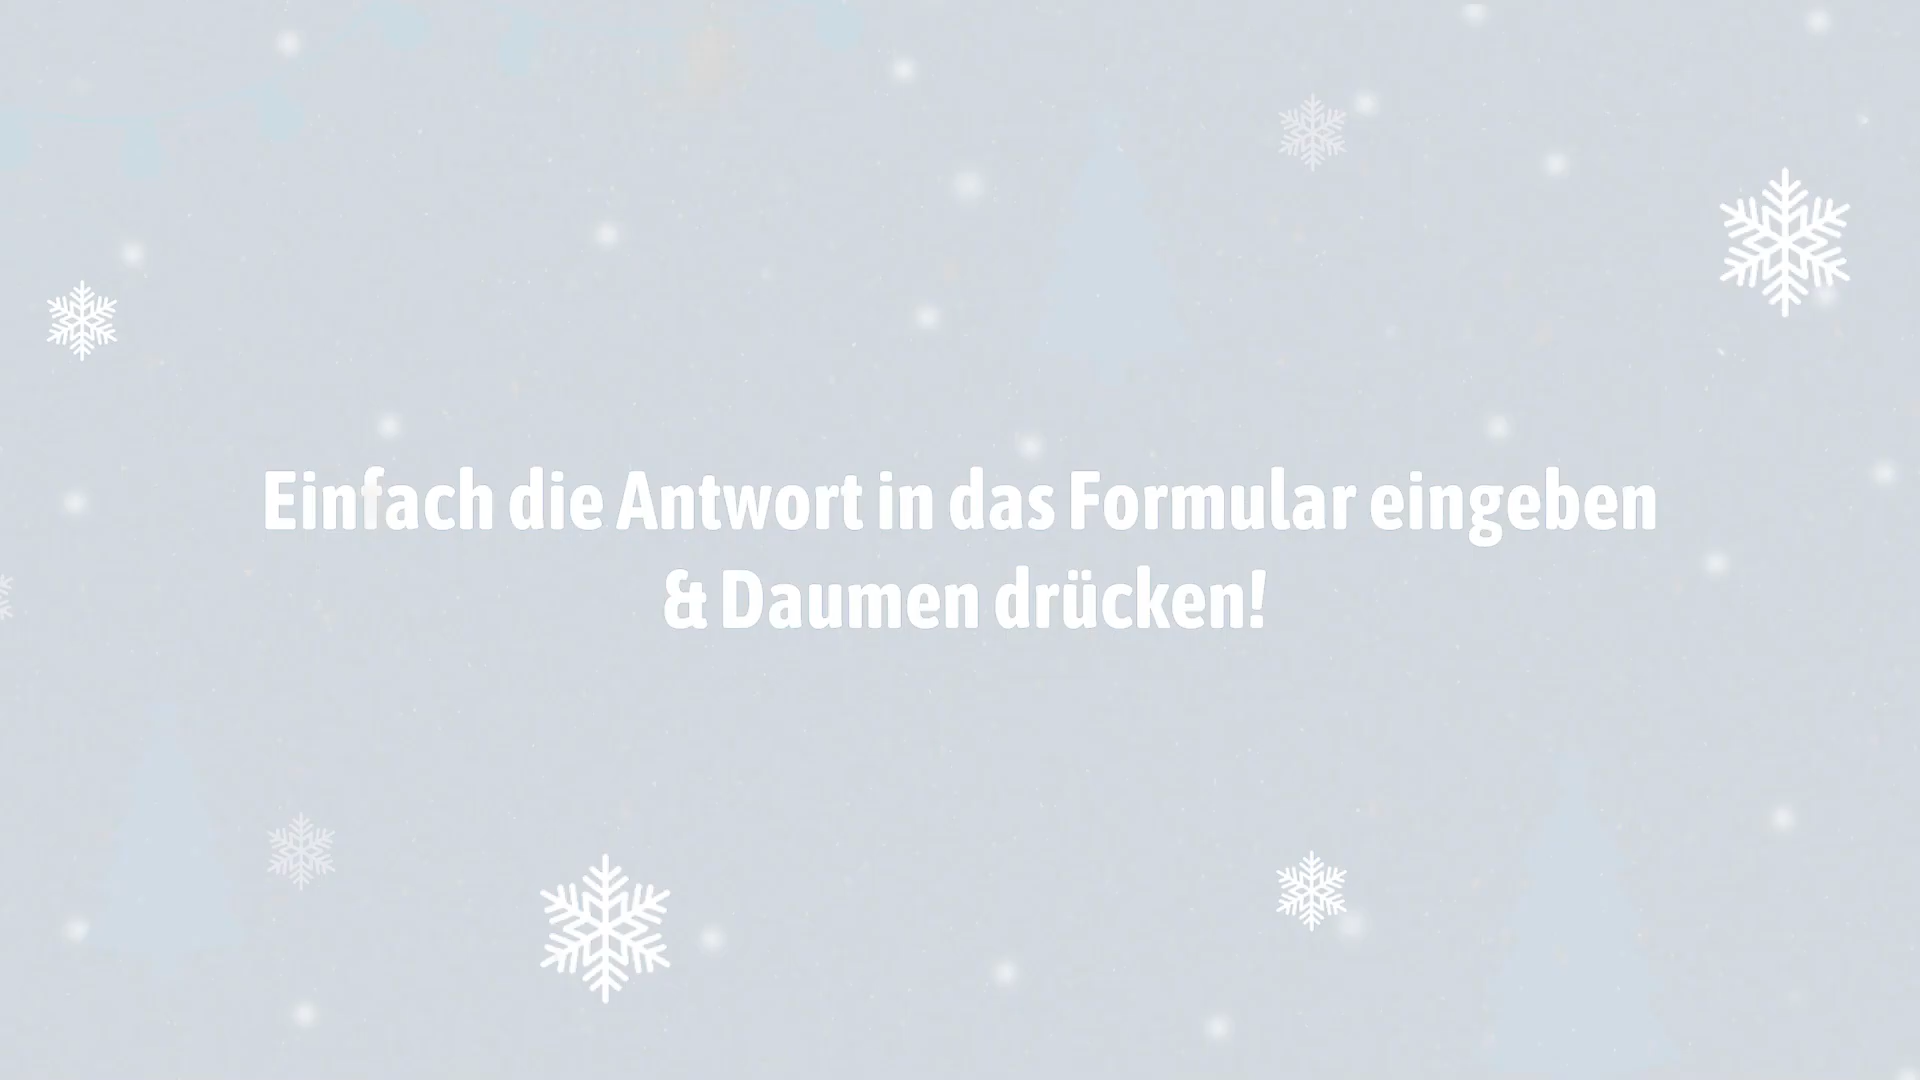 Einfach die Antwort in das Formular eingeben
& Daumen drücken!